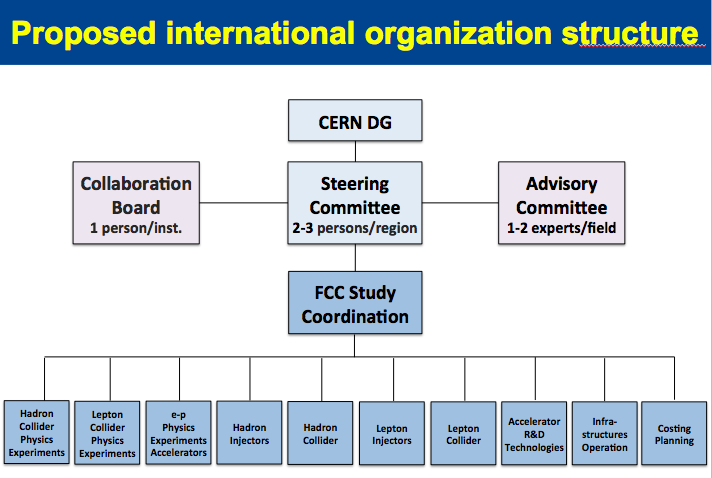 Proposed international organization structure
CERN DG
Collaboration
Board
1 person/inst.
Steering
Committee
2-3 persons/region
Advisory
Committee
1-2 experts/field
FCC Study
Coordination
Hadron
Collider
Physics
Experiments
Lepton
Collider
Physics
Experiments
e-p
Physics
Experiments
Accelerators
Hadron
Injectors
Hadron
Collider
Lepton
Injectors
Lepton
Collider
Accelerator
R&D
Technologies
Infra-
structures
Operation
Costing
Planning